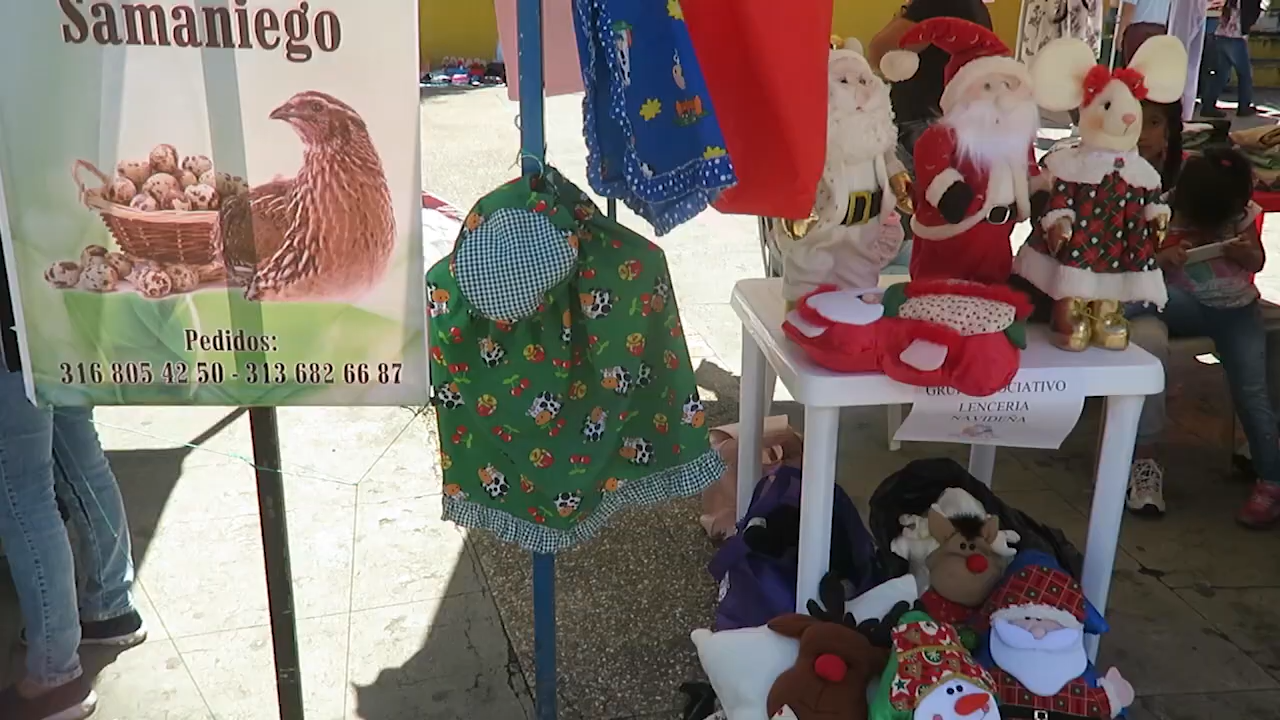 Samaniego
Pedidos:
316 805 42 50 - 313 682 66 87
LENCERIA
NAVIDEÑA